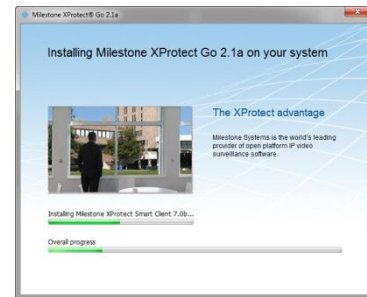 Milestone XProtect® Go 2.1a
Installing Milestone XProtect Go 2.1a on your system
The XProtect advantage
Milestone Systems is the world's leading
provider of open platform IP video
surveillance software.
Installing Milestone XProtect Smart Client 7.0b...
Overall progress